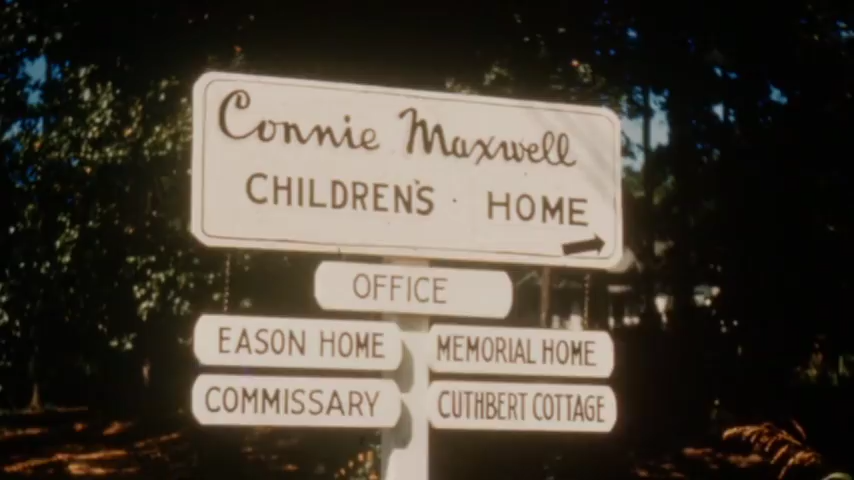 Connie Maxwell
CHILDREN'S HOME
OFFICE
EASON HOME
MEMORIAL HOME
COMMISSARY
CUTHBERT COTTAGE